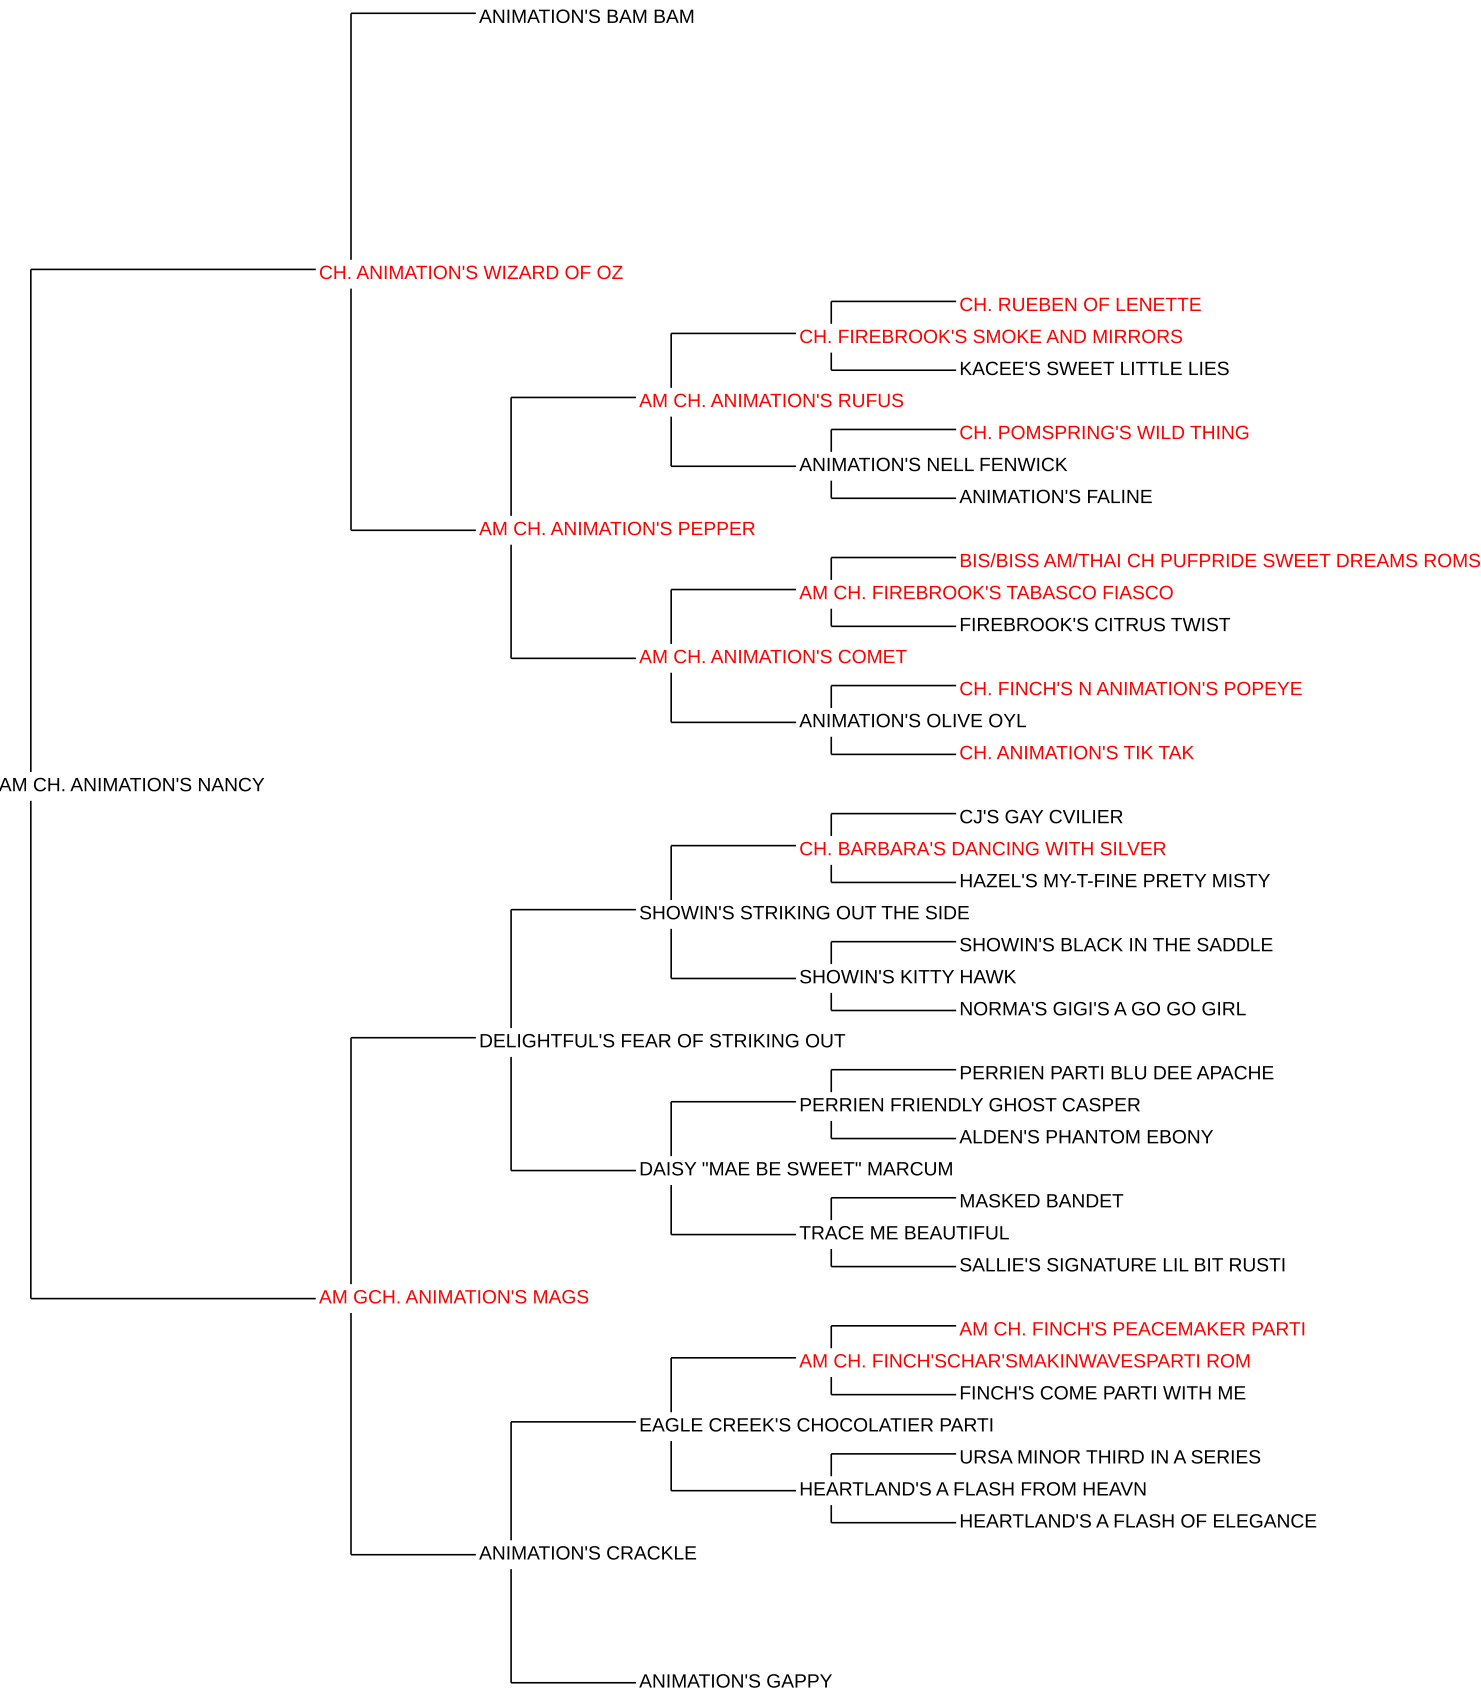 ANIMATION'S BAM BAM
CH. ANIMATION'S WIZARD OF OZ
CH. RUEBEN OF LENETTE
CH. FIREBROOK'S SMOKE AND MIRRORS
KACEE'S SWEET LITTLE LIES
AM CH. ANIMATION'S RUFUS
CH. POMSPRING'S WILD THING
ANIMATION'S NELL FENWICK
ANIMATION'S FALINE
AM CH. ANIMATION'S PEPPER
BIS/BISS AM/THAI CH PUFPRIDE SWEET DREAMS ROMS
AM CH. FIREBROOK'S TABASCO FIASCO
FIREBROOK'S CITRUS TWIST
AM CH. ANIMATION'S COMET
CH. FINCH'S N ANIMATION'S POPEYE
ANIMATION'S OLIVE OYL
CH. ANIMATION'S TIK TAK
AM CH. ANIMATION'S NANCY
CJ'S GAY CVILIER
CH. BARBARA'S DANCING WITH SILVER
HAZEL'S MY-T-FINE PRETY MISTY
SHOWIN'S STRIKING OUT THE SIDE
SHOWIN'S BLACK IN THE SADDLE
SHOWIN'S KITTY HAWK
NORMA'S GIGI'S A GO GO GIRL
DELIGHTFUL'S FEAR OF STRIKING OUT
PERRIEN PARTI BLU DEE APACHE
PERRIEN FRIENDLY GHOST CASPER
ALDEN'S PHANTOM EBONY
DAISY "MAE BE SWEET" MARCUM
MASKED BANDET
TRACE ME BEAUTIFUL
SALLIE'S SIGNATURE LIL BIT RUSTI
AM GCH. ANIMATION'S MAGS
AM CH. FINCH'S PEACEMAKER PARTI
AM CH. FINCH'SCHAR'SMAKINWAVESPARTI ROM
FINCH'S COME PARTI WITH ME
EAGLE CREEK'S CHOCOLATIER PARTI
URSA MINOR THIRD IN A SERIES
HEARTLAND'S A FLASH FROM HEAVN
HEARTLAND'S A FLASH OF ELEGANCE
ANIMATION'S CRACKLE
ANIMATION'S GAPPY